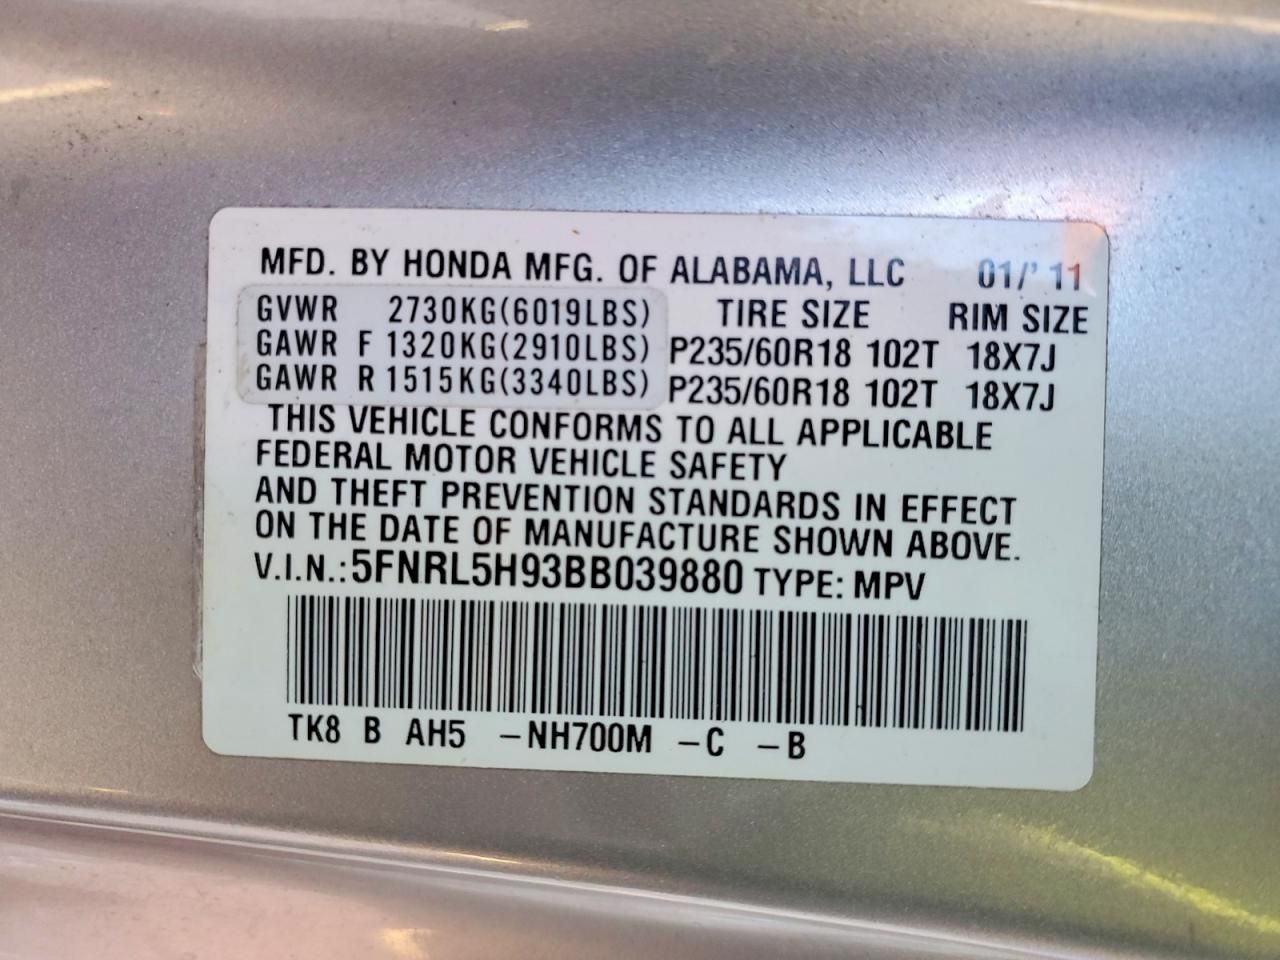 MFD. BY HONDA MFG. OF ALABAMA, LLC 01/'11
GVWR 2730KG(6019LBS) TIRE SIZE RIM SIZE
GAWR F 1320KG(2910LBS) P235/60R18 102T 18X7J
GAWR R 1515KG(3340LBS) P235/60R18 102T 18X7J
THIS VEHICLE CONFORMS TO ALL APPLICABLE
FEDERAL MOTOR VEHICLE SAFETY
AND THEFT PREVENTION STANDARDS IN EFFECT
ON THE DATE OF MANUFACTURE SHOWN ABOVE.
V.I.N.: 5FNRL5H93BB039880 TYPE: MPV
TK8 B AH5 -NH700M -C -B